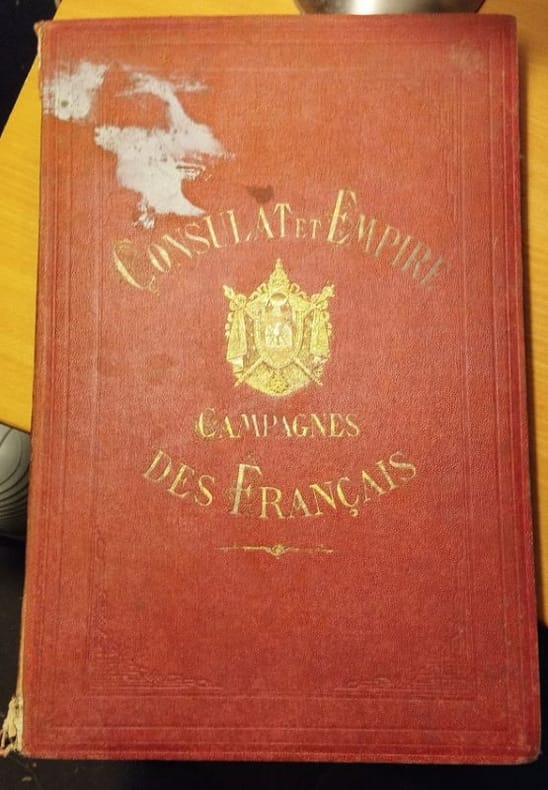 CONSULAT ET EMPIRE
CAMPAGNES
DES FRANÇAIS